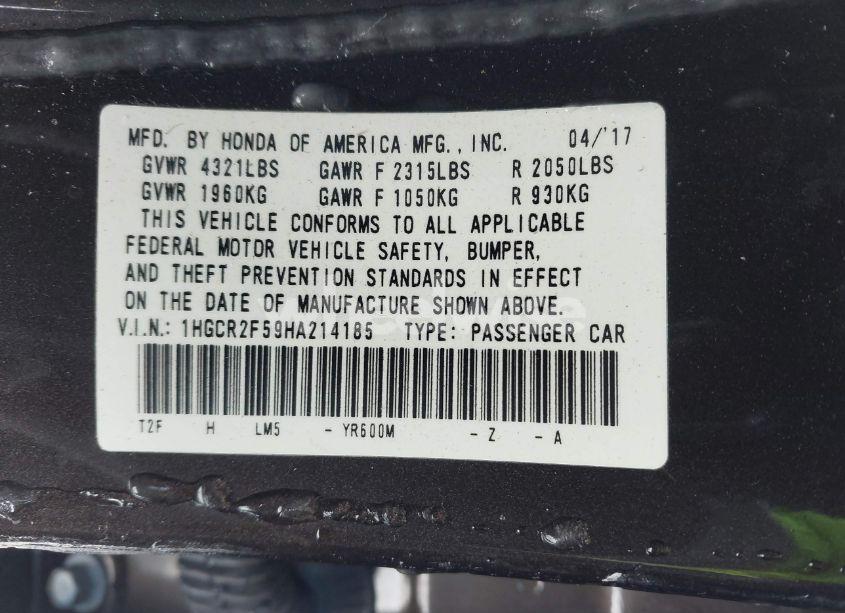 MFD. BY HONDA OF AMERICA MFG., INC. 04/'17
GVWR 4321LBS GAWR F 2315LBS R 2050LBS
GVWR 1960KG GAWR F 1050KG R 930KG
THIS VEHICLE CONFORMS TO ALL APPLICABLE
FEDERAL MOTOR VEHICLE SAFETY, BUMPER,
AND THEFT PREVENTION STANDARDS IN EFFECT
ON THE DATE OF MANUFACTURE SHOWN ABOVE.
V.I.N.: 1HGCR2F59HA214185 TYPE: PASSENGER CAR
T2F H LM5 - YR600M - Z - A